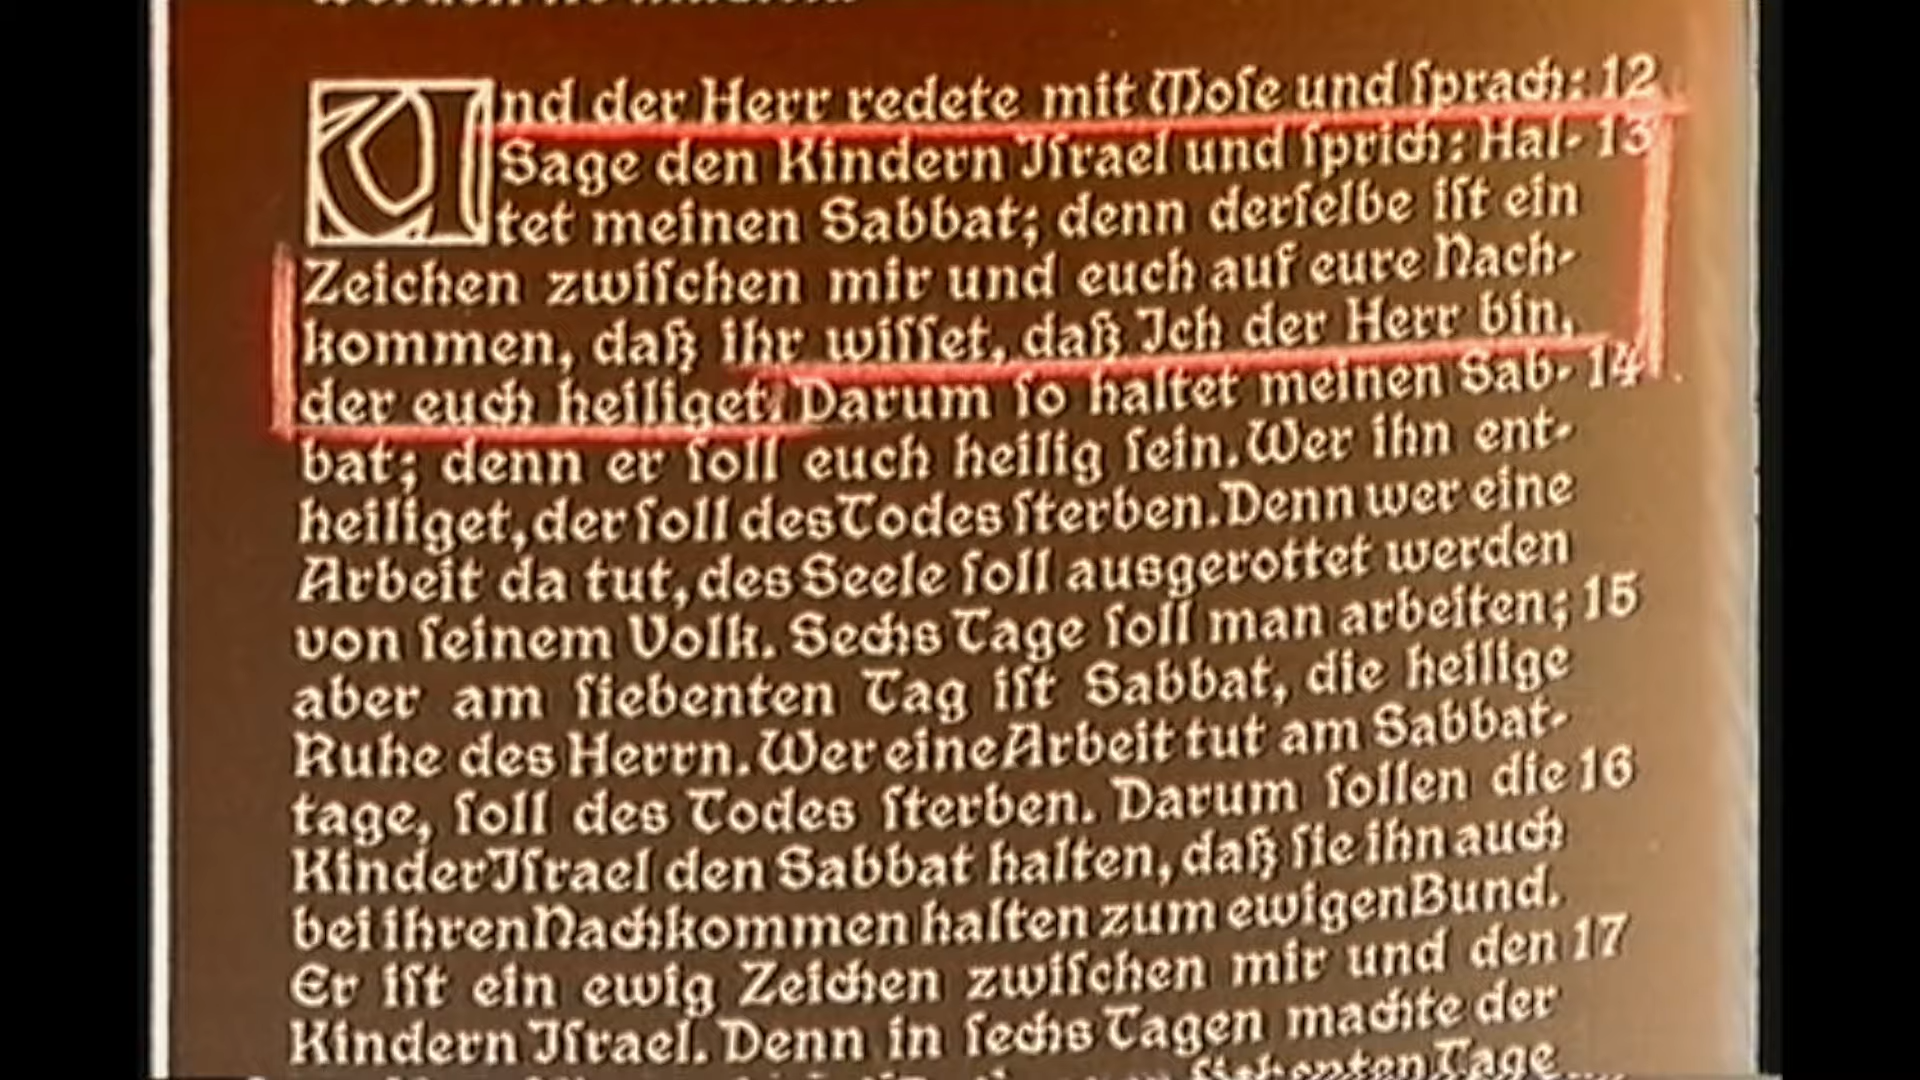 Und der Herr redete mit Moſe und ſprach: 12
Sage den Kindern Iſrael und ſprich: Hal- 13
tet meinen Sabbat; denn derſelbe iſt ein
Zeichen zwiſchen mir und euch auf eure Nach-
kommen, daß ihr wiſſet, daß Ich der Herr bin,
der euch heiliget. Darum ſo haltet meinen Sab- 14
bat; denn er ſoll euch heilig ſein. Wer ihn ent-
heiliget, der ſoll des Todes ſterben. Denn wer eine
Arbeit da tut, des Seele ſoll ausgerottet werden
von ſeinem Volk. Sechs Tage ſoll man arbeiten; 15
aber am ſiebenten Tag iſt Sabbat, die heilige
Ruhe des Herrn. Wer eine Arbeit tut am Sabbat-
tage, ſoll des Todes ſterben. Darum ſollen die 16
Kinder Iſrael den Sabbat halten, daß ſie ihn auch
bei ihren Nachkommen halten zum ewigen Bund.
Er iſt ein ewig Zeichen zwiſchen mir und den 17
Kindern Iſrael. Denn in ſechs Tagen machte der
ſiebenten Tage